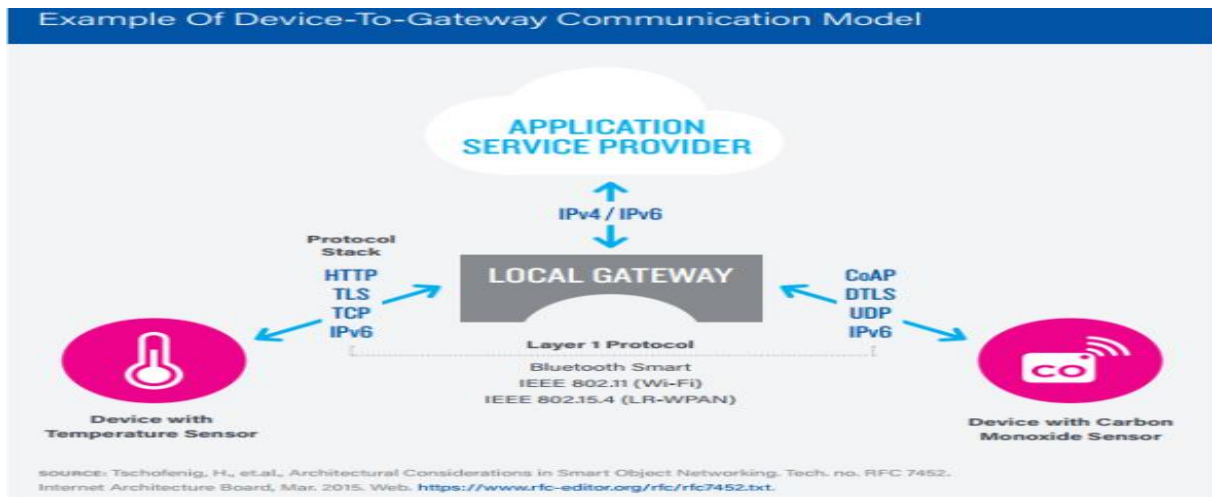 Example Of Device-To-Gateway Communication Model
APPLICATION
SERVICE PROVIDER
IPv4 / IPv6
Protocol
Stack
HTTP
TLS
TCP
IPv6
LOCAL GATEWAY
CoAP
DTLS
UDP
IPv6
Layer 1 Protocol
Bluetooth Smart
IEEE 802.11 (Wi-Fi)
IEEE 802.15.4 (LR-WPAN)
Device with
Temperature Sensor
CO
Device with Carbon
Monoxide Sensor
SOURCE: Tschofenig, H., et.al., Architectural Considerations in Smart Object Networking. Tech. no. RFC 7452.
Internet Architecture Board, Mar. 2015. Web. https://www.rfc-editor.org/rfc/rfc7452.txt.